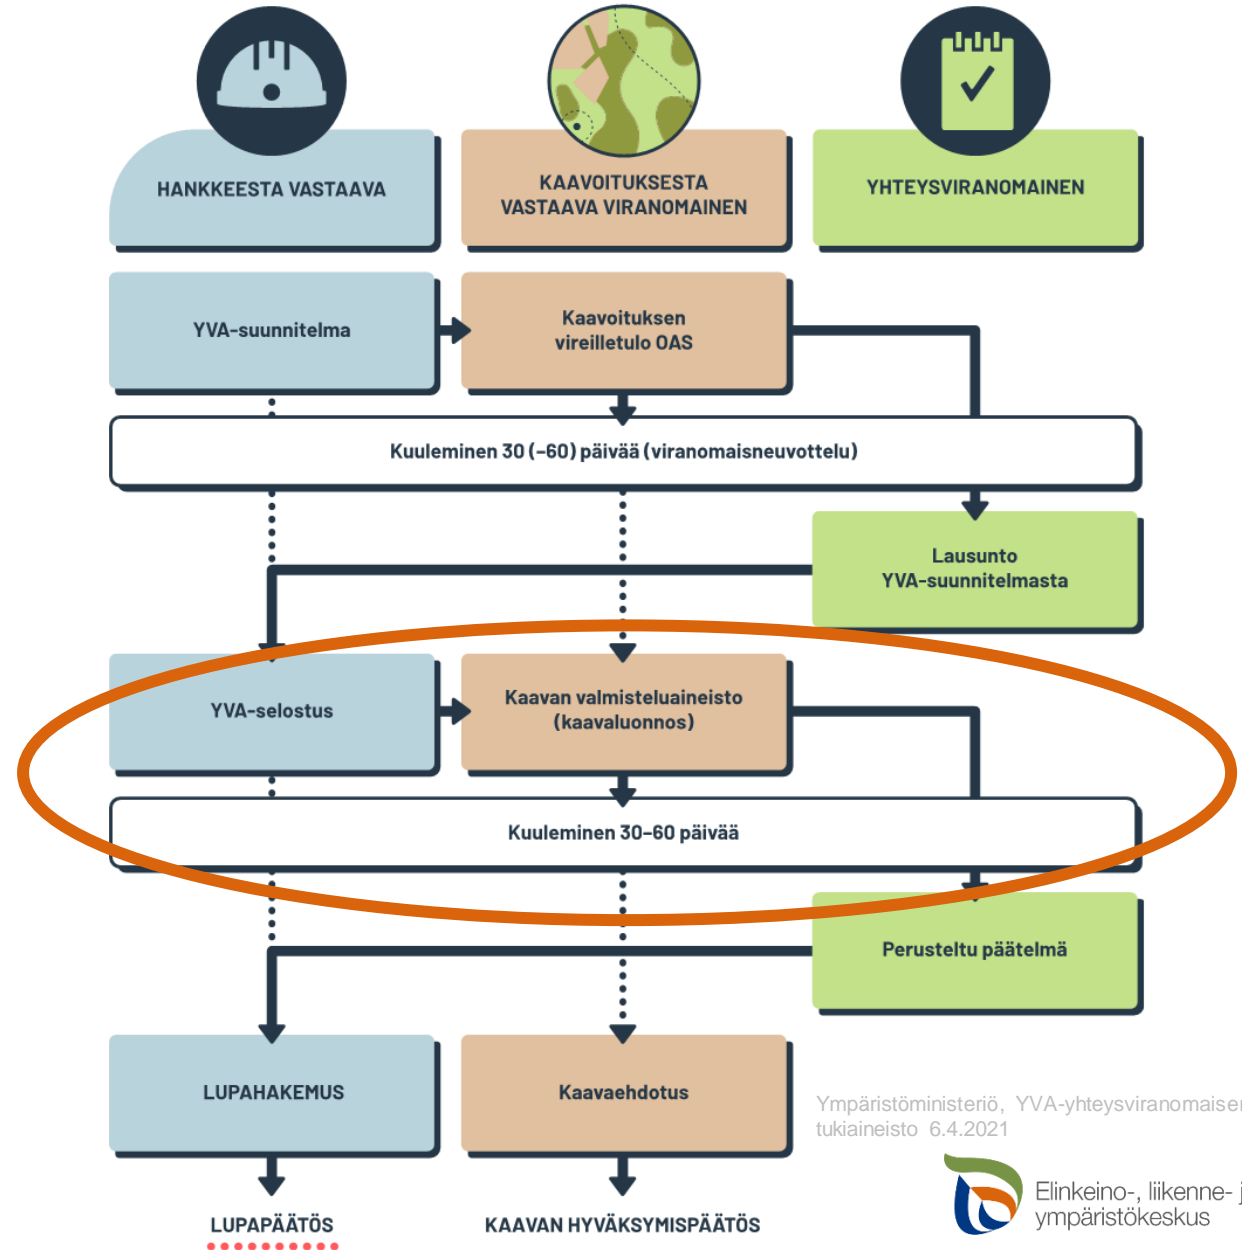 HANKKEESTA VASTAAVA
KAAVOITUKSESTA
VASTAAVA VIRANOMAINEN
YHTEYSVIRANOMAINEN
YVA-suunnitelma
Kaavoituksen
vireilletulo OAS
Kuuleminen 30 (–60) päivää (viranomaisneuvottelu)
Lausunto
YVA-suunnitelmasta
YVA-selostus
Kaavan valmisteluaineisto
(kaavaluonnos)
Kuuleminen 30–60 päivää
Perusteltu päätelmä
LUPAHAKEMUS
Kaavaehdotus
Ympäristöministeriö, YVA-yhteysviranomaisen
tukiaineisto 6.4.2021
Elinkeino-, liikenne- j
ympäristökeskus
LUPAPÄÄTÖS
KAAVAN HYVÄKSYMISPÄÄTÖS